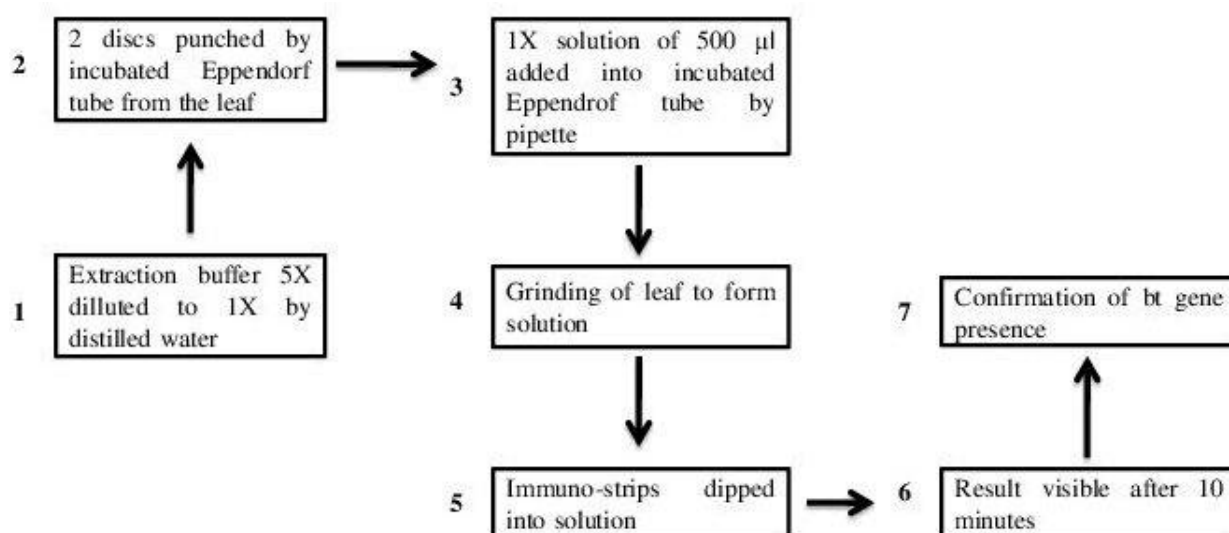 1
Extraction buffer 5X
dilluted to 1X by
distilled water
2
2 discs punched by
incubated Eppendorf
tube from the leaf
3
1X solution of 500 µl
added into incubated
Eppendrof tube by
pipette
4
Grinding of leaf to form
solution
5
Immuno-strips dipped
into solution
6
Result visible after 10
minutes
7
Confirmation of bt gene
presence